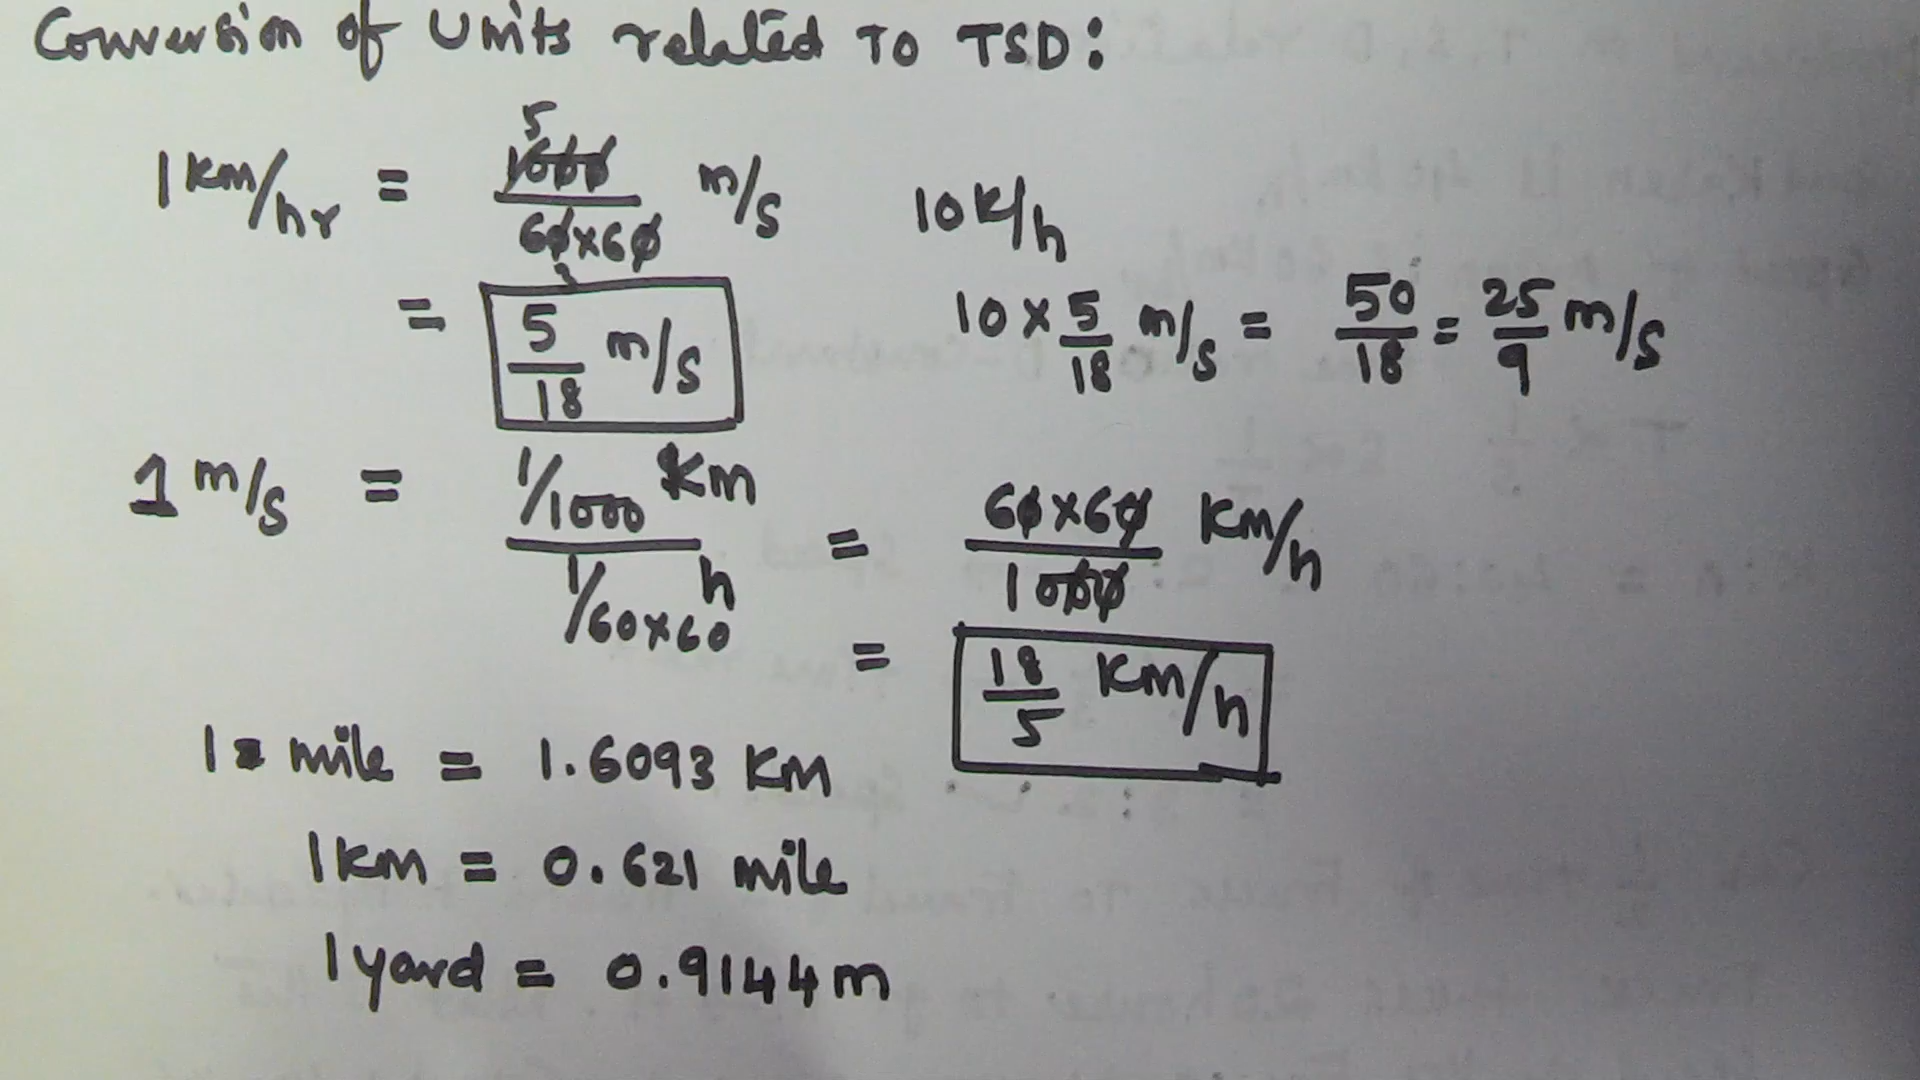 Conversion of Units related To TSD:
1 Km/hr = 5 1000/60×60 m/s
= 5/18 m/s
10 K/h
10 × 5/18 m/s = 50/18 = 25/9 m/s
1 m/s = 1/1000 Km / 1/60×60 h = 60×60/1000 Km/h
= 18/5 Km/h
1 mile = 1.6093 Km
1 Km = 0.621 mile
1 yard = 0.9144 m